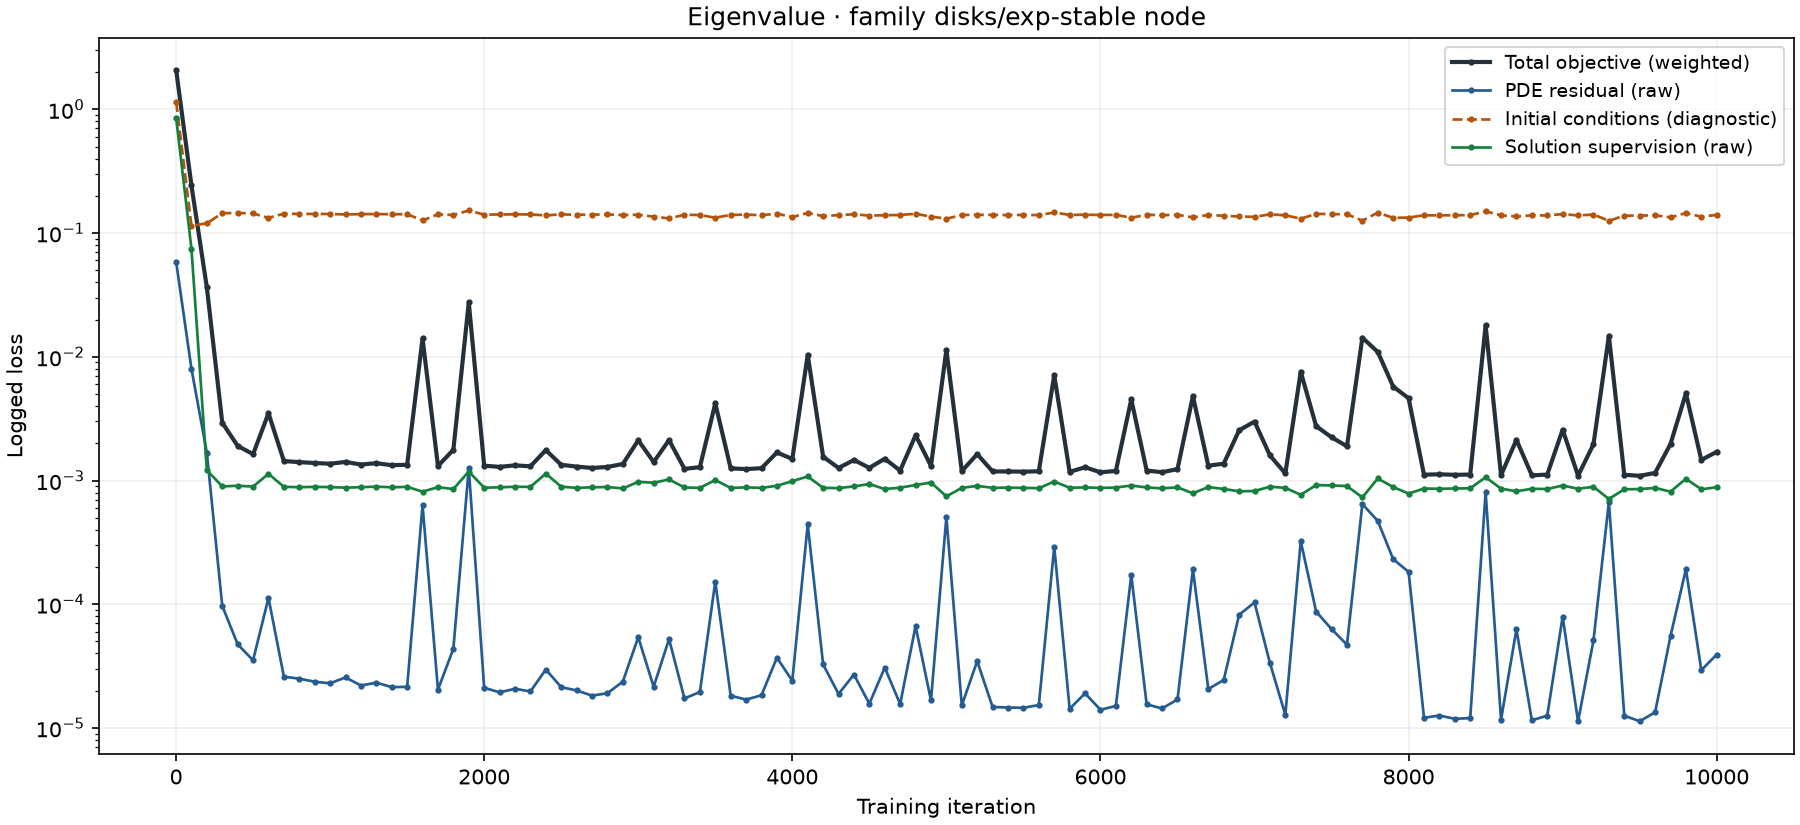 Eigenvalue · family disks/exp-stable node
Total objective (weighted)
PDE residual (raw)
Initial conditions (diagnostic)
Solution supervision (raw)
Logged loss
10⁰
10⁻¹
10⁻²
10⁻³
10⁻⁴
10⁻⁵
0 2000 4000 6000 8000 10000
Training iteration